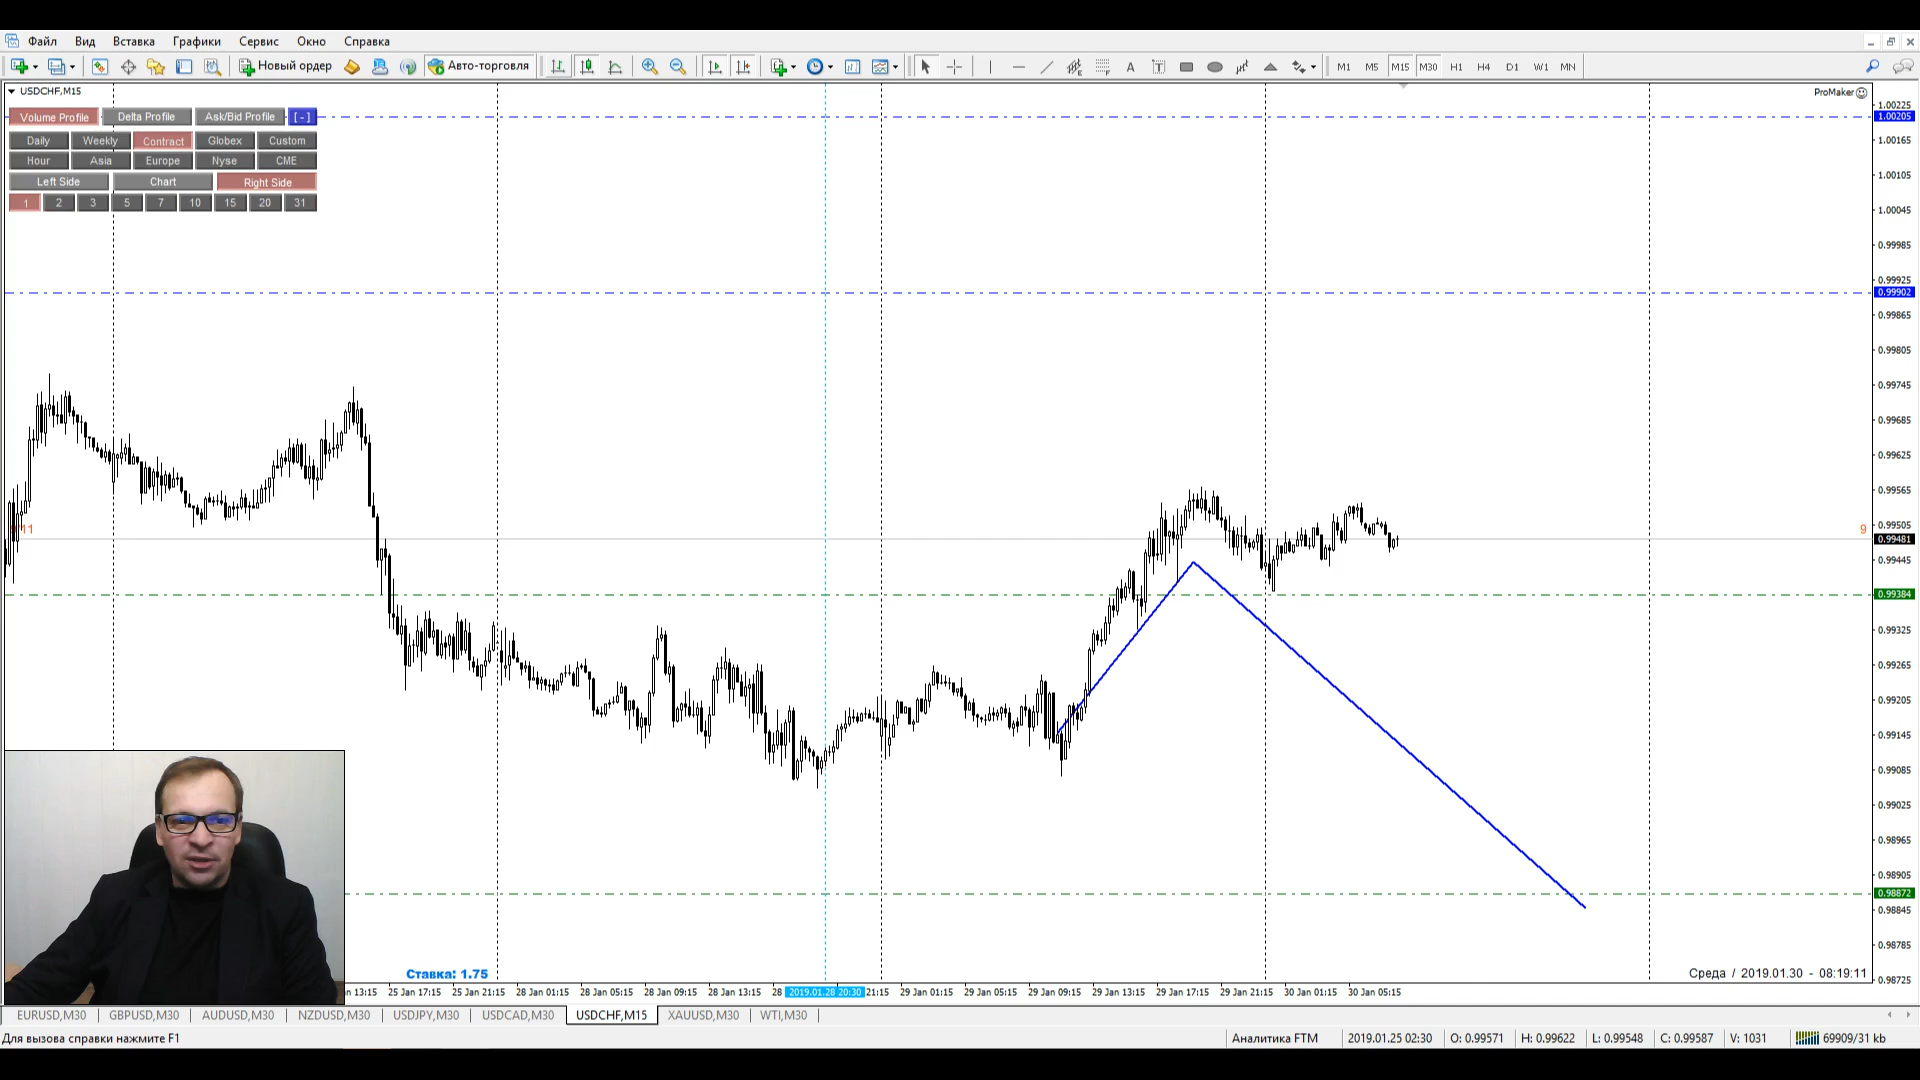 Файл Вид Вставка Графики Сервис Окно Справка
Новый ордер Авто-торговля A T M1 M5 M15 M30 H1 H4 D1 W1 MN
USDCHF,M15
ProMaker
Volume Profile Delta Profile Ask/Bid Profile [-]
Daily Weekly Contract Globex Custom
Hour Asia Europe Nyse CME
Left Side Chart Right Side
1 2 3 5 7 10 15 20 31
1.00225
1.00205
1.00165
1.00105
1.00045
0.99985
0.99925
0.99902
0.99865
0.99805
0.99745
0.99685
0.99625
0.99565
0.99505
11
9
0.99481
0.99445
0.99384
0.99325
0.99265
0.99205
0.99145
0.99085
0.99025
0.98965
0.98905
0.98872
0.98845
0.98785
0.98725
Ставка: 1.75
Среда / 2019.01.30 - 08:19:11
13:15 25 Jan 17:15 25 Jan 21:15 28 Jan 01:15 28 Jan 05:15 28 Jan 09:15 28 Jan 13:15 28 2019.01.28 20:30 21:15 29 Jan 01:15 29 Jan 05:15 29 Jan 09:15 29 Jan 13:15 29 Jan 17:15 29 Jan 21:15 30 Jan 01:15 30 Jan 05:15
EURUSD,M30 GBPUSD,M30 AUDUSD,M30 NZDUSD,M30 USDJPY,M30 USDCAD,M30 USDCHF,M15 XAUUSD,M30 WTI,M30
Для вызова справки нажмите F1
Аналитика FTM 2019.01.25 02:30 O: 0.99571 H: 0.99622 L: 0.99548 C: 0.99587 V: 1031 69909/31 kb